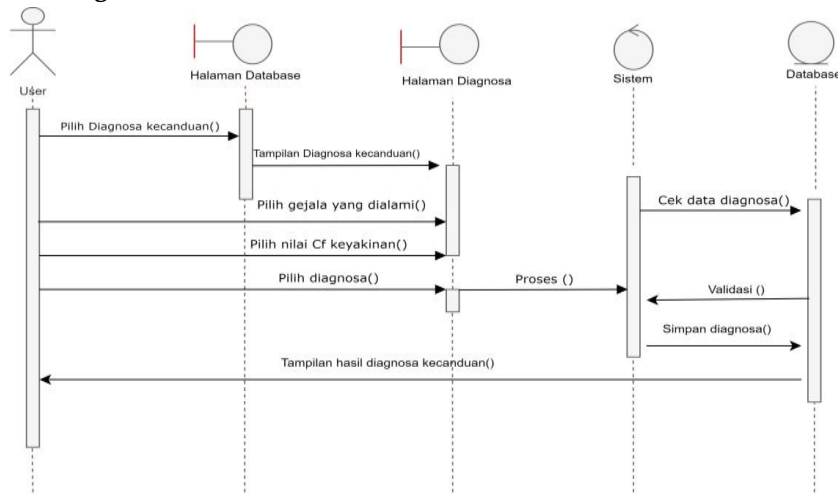 Halaman Database
Halaman Diagnosa
Sistem
Database
User
Pilih Diagnosa kecanduan()
Tampilan Diagnosa kecanduan()
Pilih gejala yang dialami()
Cek data diagnosa()
Pilih nilai Cf keyakinan()
Pilih diagnosa()
Proses ()
Validasi ()
Simpan diagnosa()
Tampilan hasil diagnosa kecanduan()